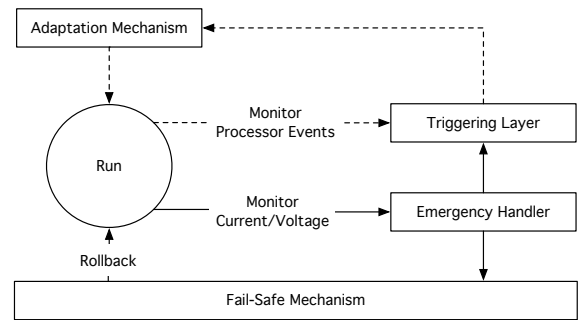 Adaptation Mechanism
Monitor
Processor Events
Triggering Layer
Run
Monitor
Current/Voltage
Emergency Handler
Rollback
Fail-Safe Mechanism